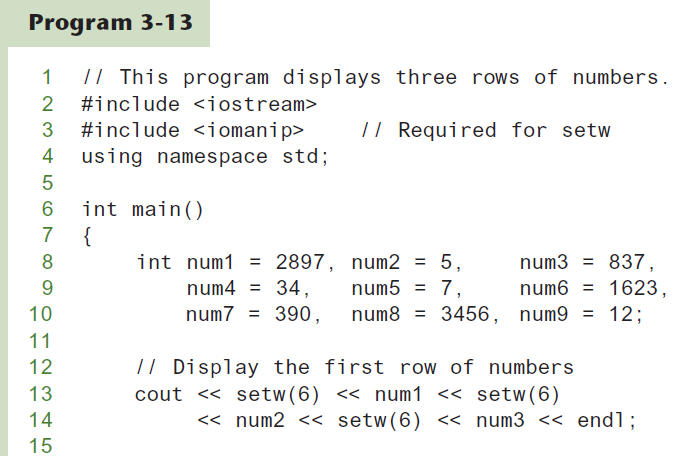 Program 3-13
1 // This program displays three rows of numbers.
2 #include <iostream>
3 #include <iomanip> // Required for setw
4 using namespace std;
5
6 int main()
7 {
8 int num1 = 2897, num2 = 5, num3 = 837,
9 num4 = 34, num5 = 7, num6 = 1623,
10 num7 = 390, num8 = 3456, num9 = 12;
11
12 // Display the first row of numbers
13 cout << setw(6) << num1 << setw(6)
14 << num2 << setw(6) << num3 << endl;
15